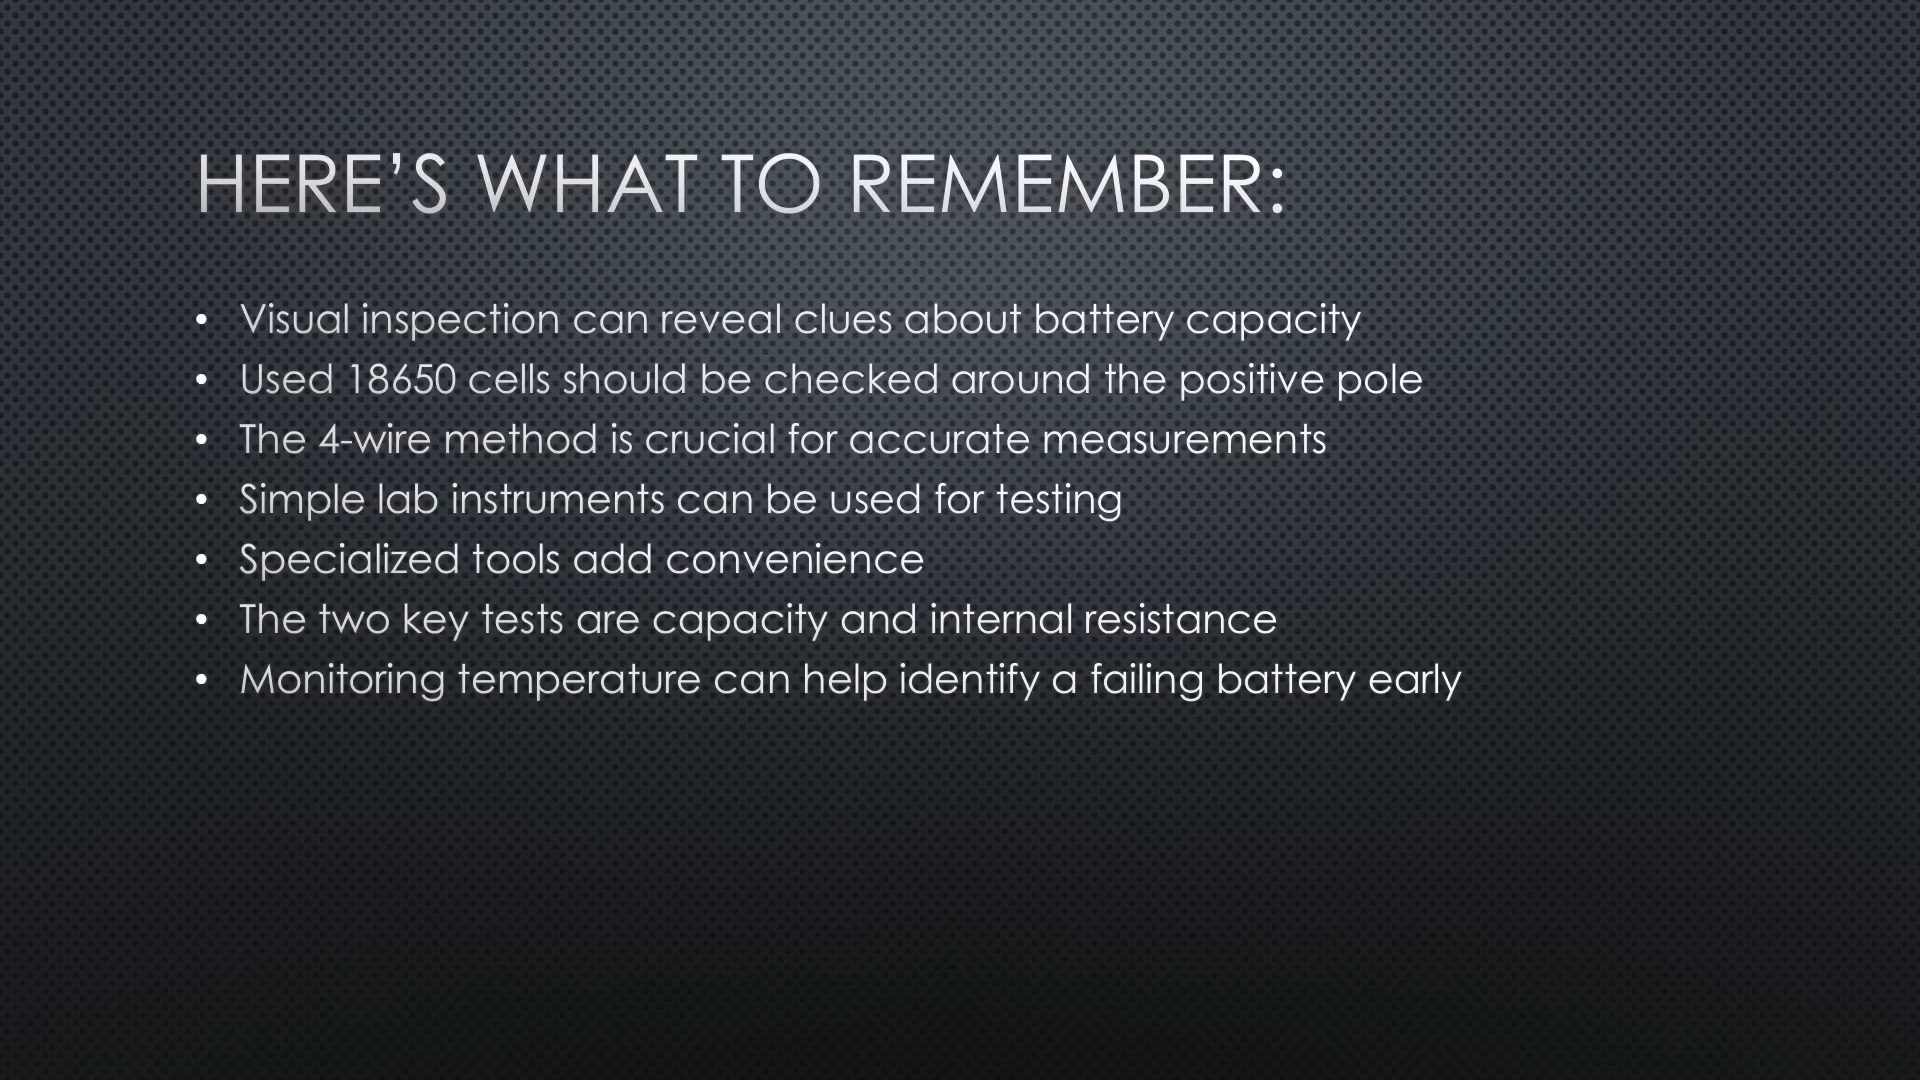 HERE’S WHAT TO REMEMBER:
• Visual inspection can reveal clues about battery capacity
• Used 18650 cells should be checked around the positive pole
• The 4-wire method is crucial for accurate measurements
• Simple lab instruments can be used for testing
• Specialized tools add convenience
• The two key tests are capacity and internal resistance
• Monitoring temperature can help identify a failing battery early